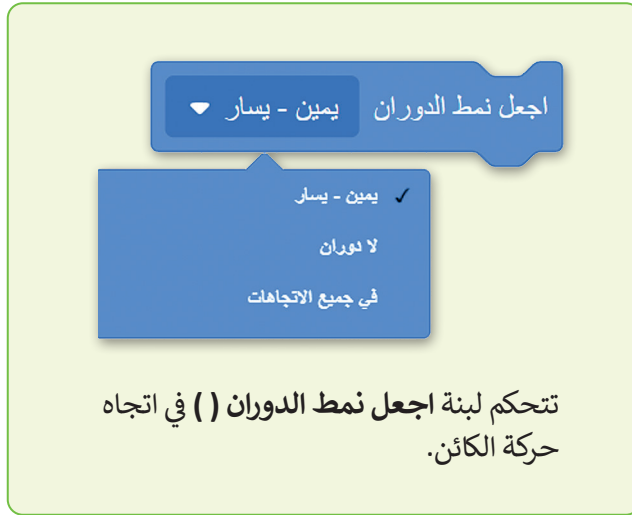 اجعل نمط الدوران يمين - يسار
✓ يمين - يسار
لا دوران
في جميع الاتجاهات
تتحكم لبنة اجعل نمط الدوران ( ) في اتجاه
حركة الكائن.